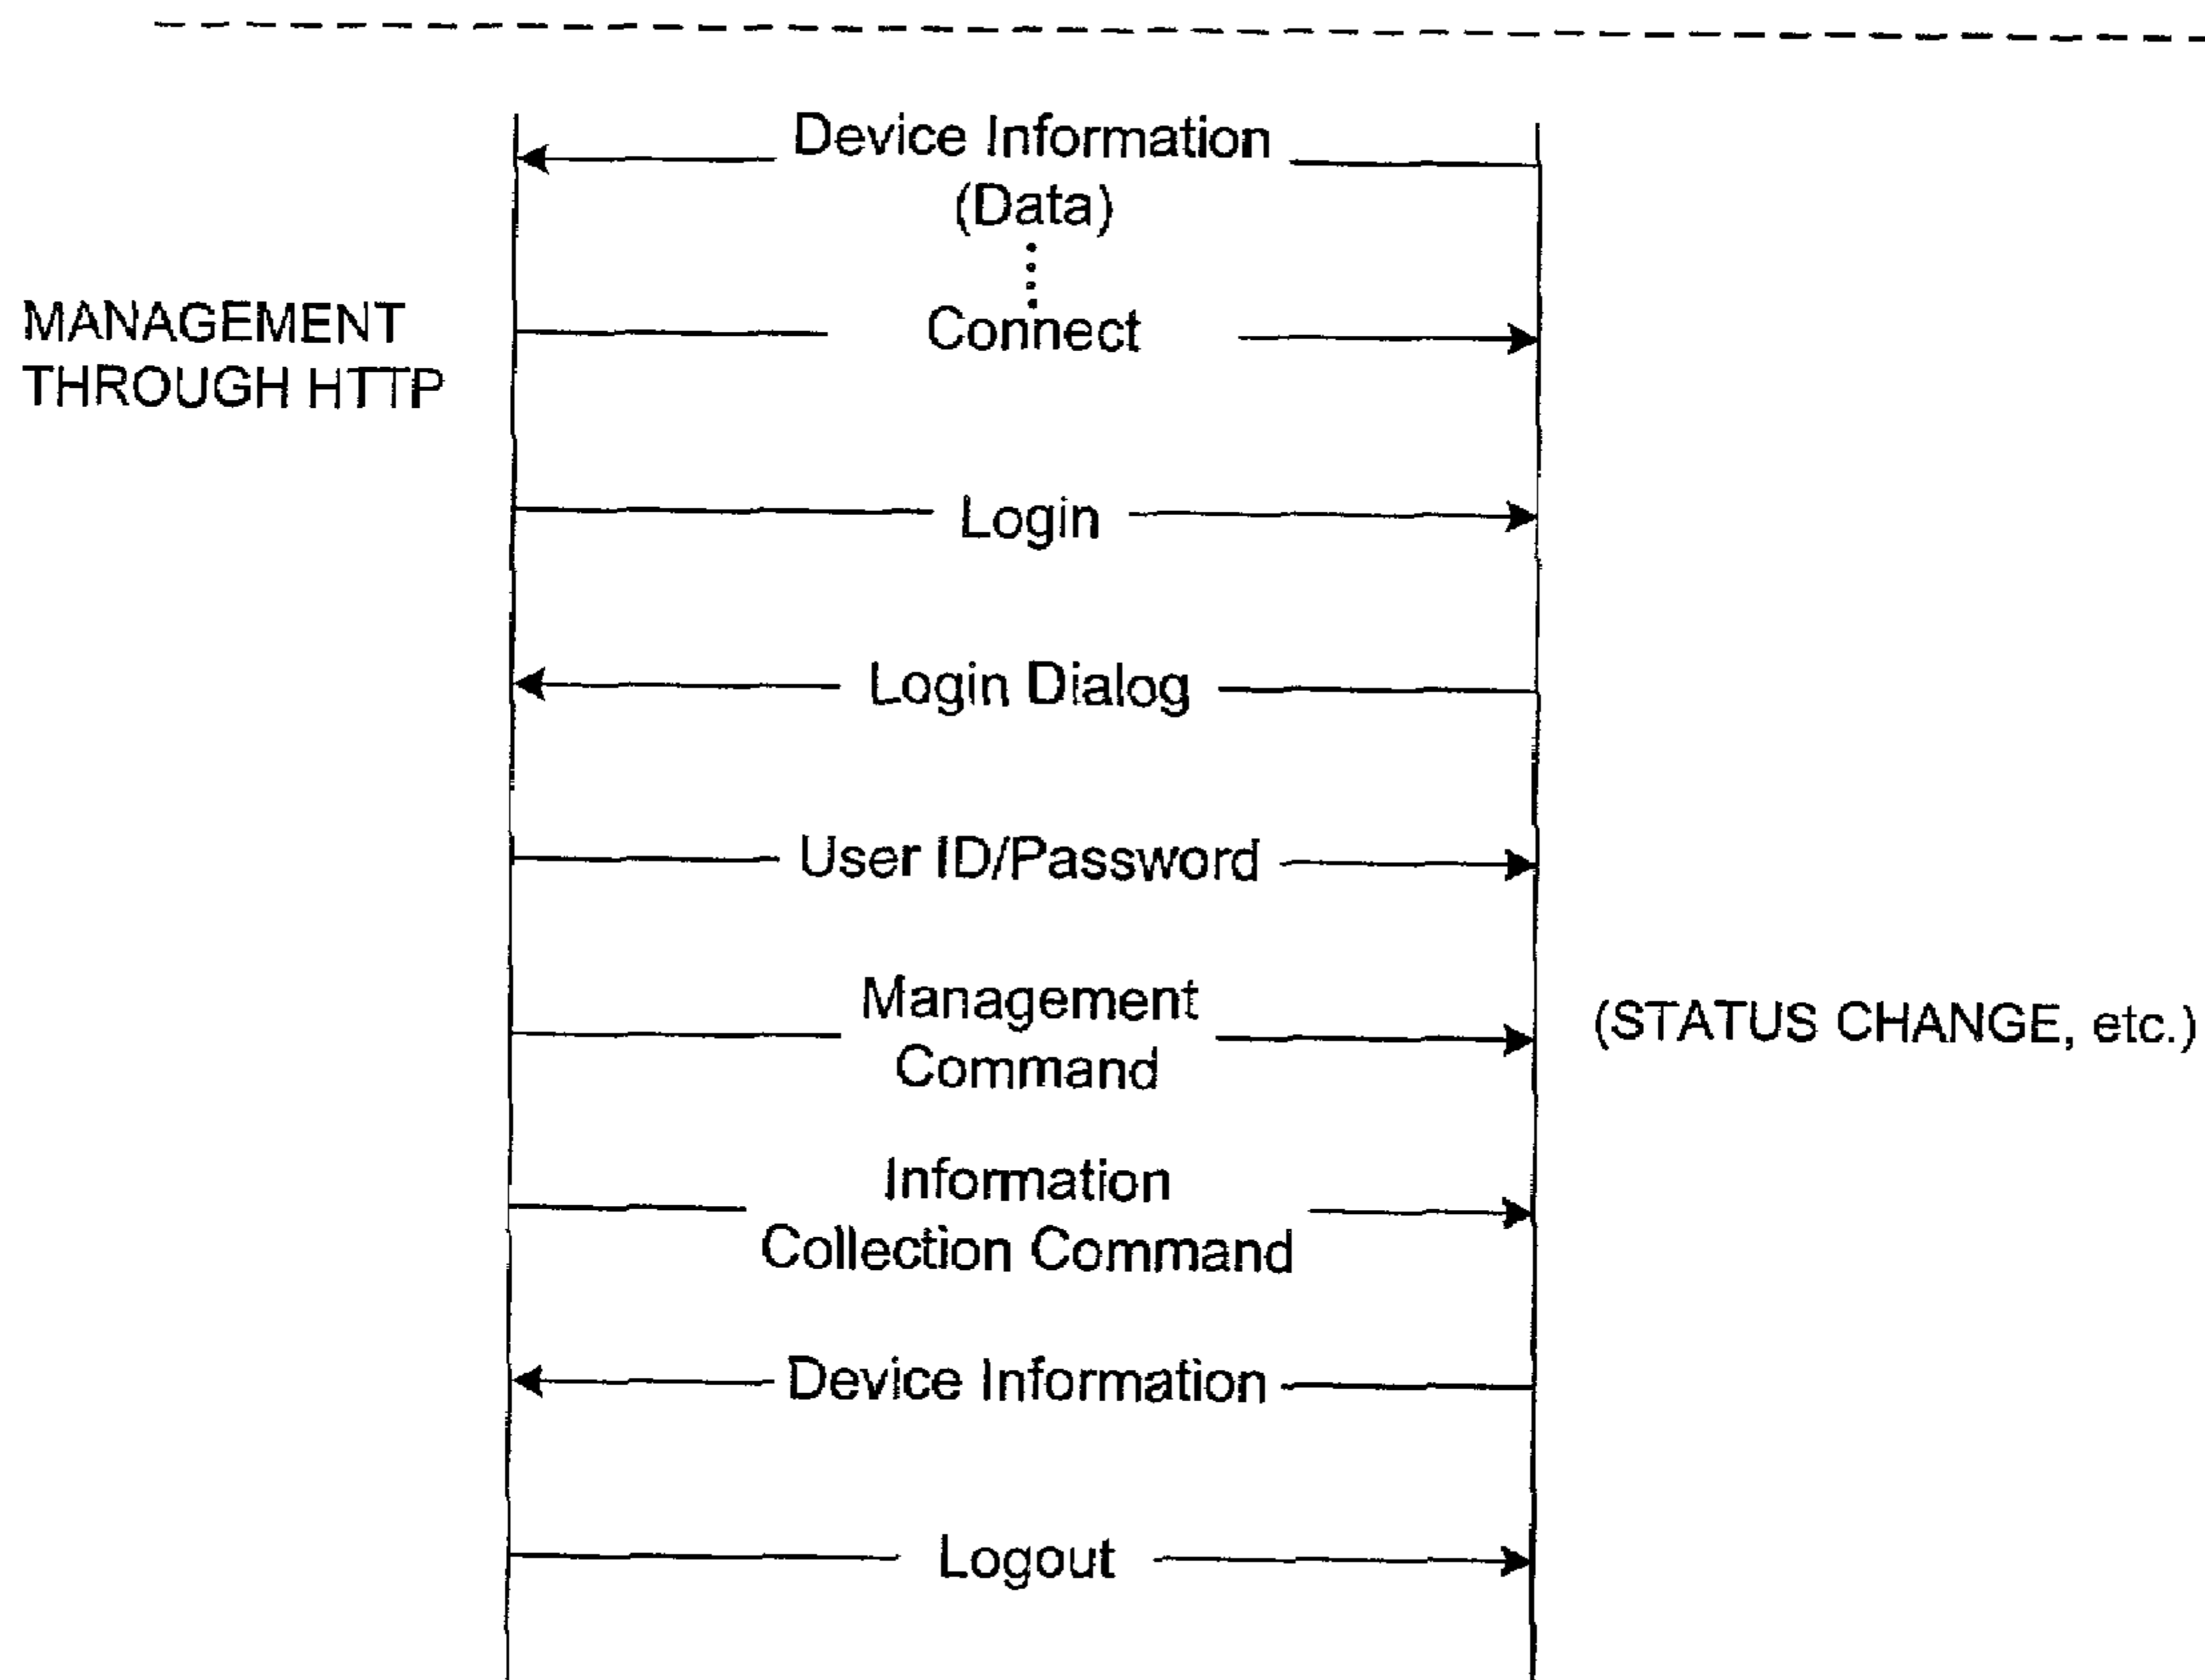 Device Information
(Data)
MANAGEMENT
THROUGH HTTP
Connect
Login
Login Dialog
User ID/Password
Management
Command
(STATUS CHANGE, etc.)
Information
Collection Command
Device Information
Logout